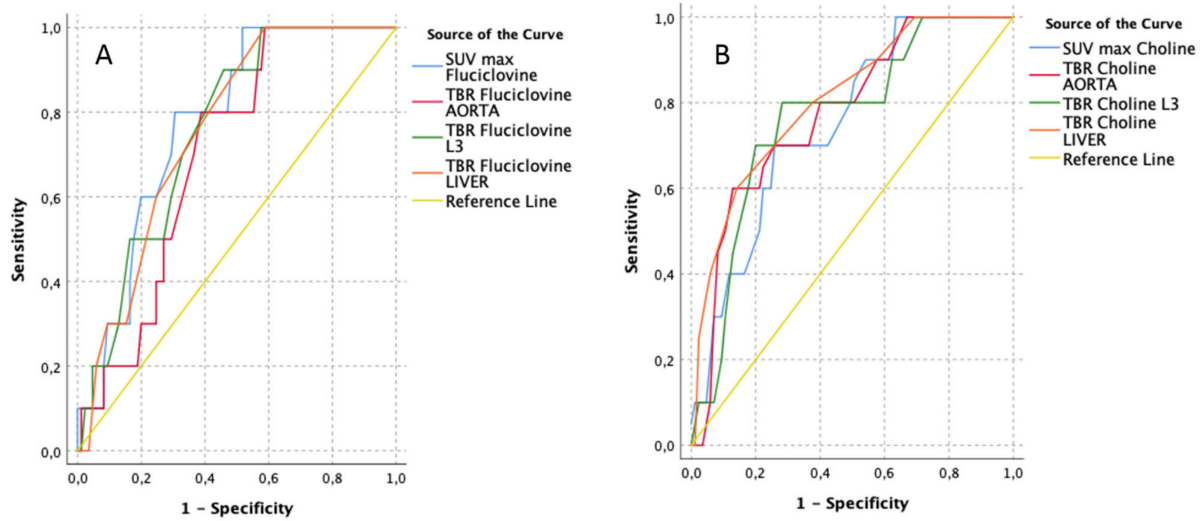 A
1,0
0,8
0,6
0,4
0,2
0,0
Sensitivity
0,0 0,2 0,4 0,6 0,8 1,0
1 – Specificity
Source of the Curve
SUV max
Fluciclovine
TBR Fluciclovine
AORTA
TBR Fluciclovine
L3
TBR Fluciclovine
LIVER
Reference Line
B
1,0
0,8
0,6
0,4
0,2
0,0
Sensitivity
0,0 0,2 0,4 0,6 0,8 1,0
1 – Specificity
Source of the Curve
SUV max Choline
TBR Choline
AORTA
TBR Choline L3
TBR Choline
LIVER
Reference Line